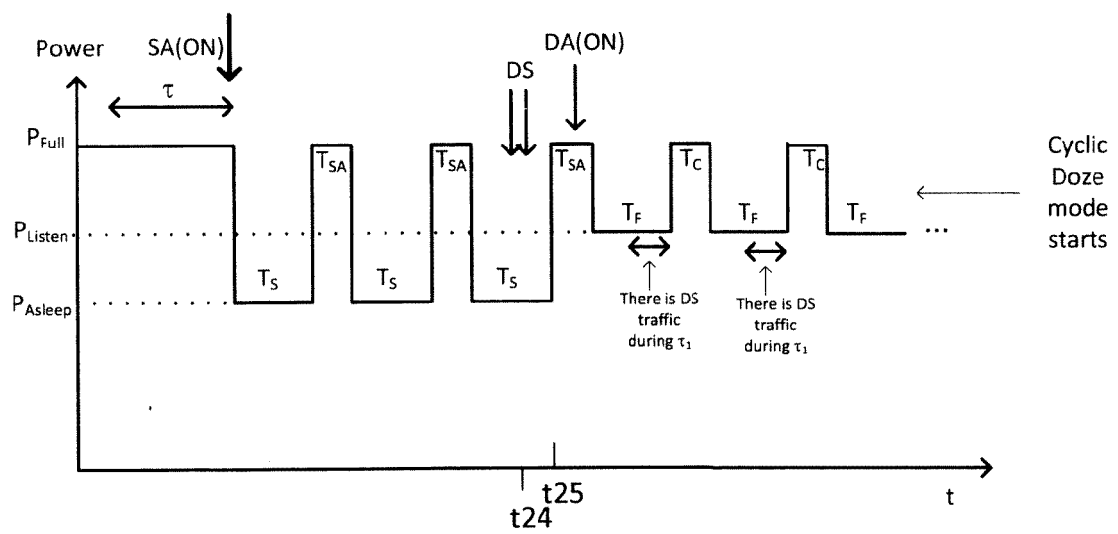 Power
SA(ON)
DA(ON)
DS
τ
P_Full
T_SA
T_SA
T_SA
T_C
T_C
Cyclic
Doze
mode
starts
P_Listen
T_F
T_F
T_F
...
T_S
T_S
T_S
P_Asleep
There is DS
traffic
during τ₁
There is DS
traffic
during τ₁
t25
t24
t